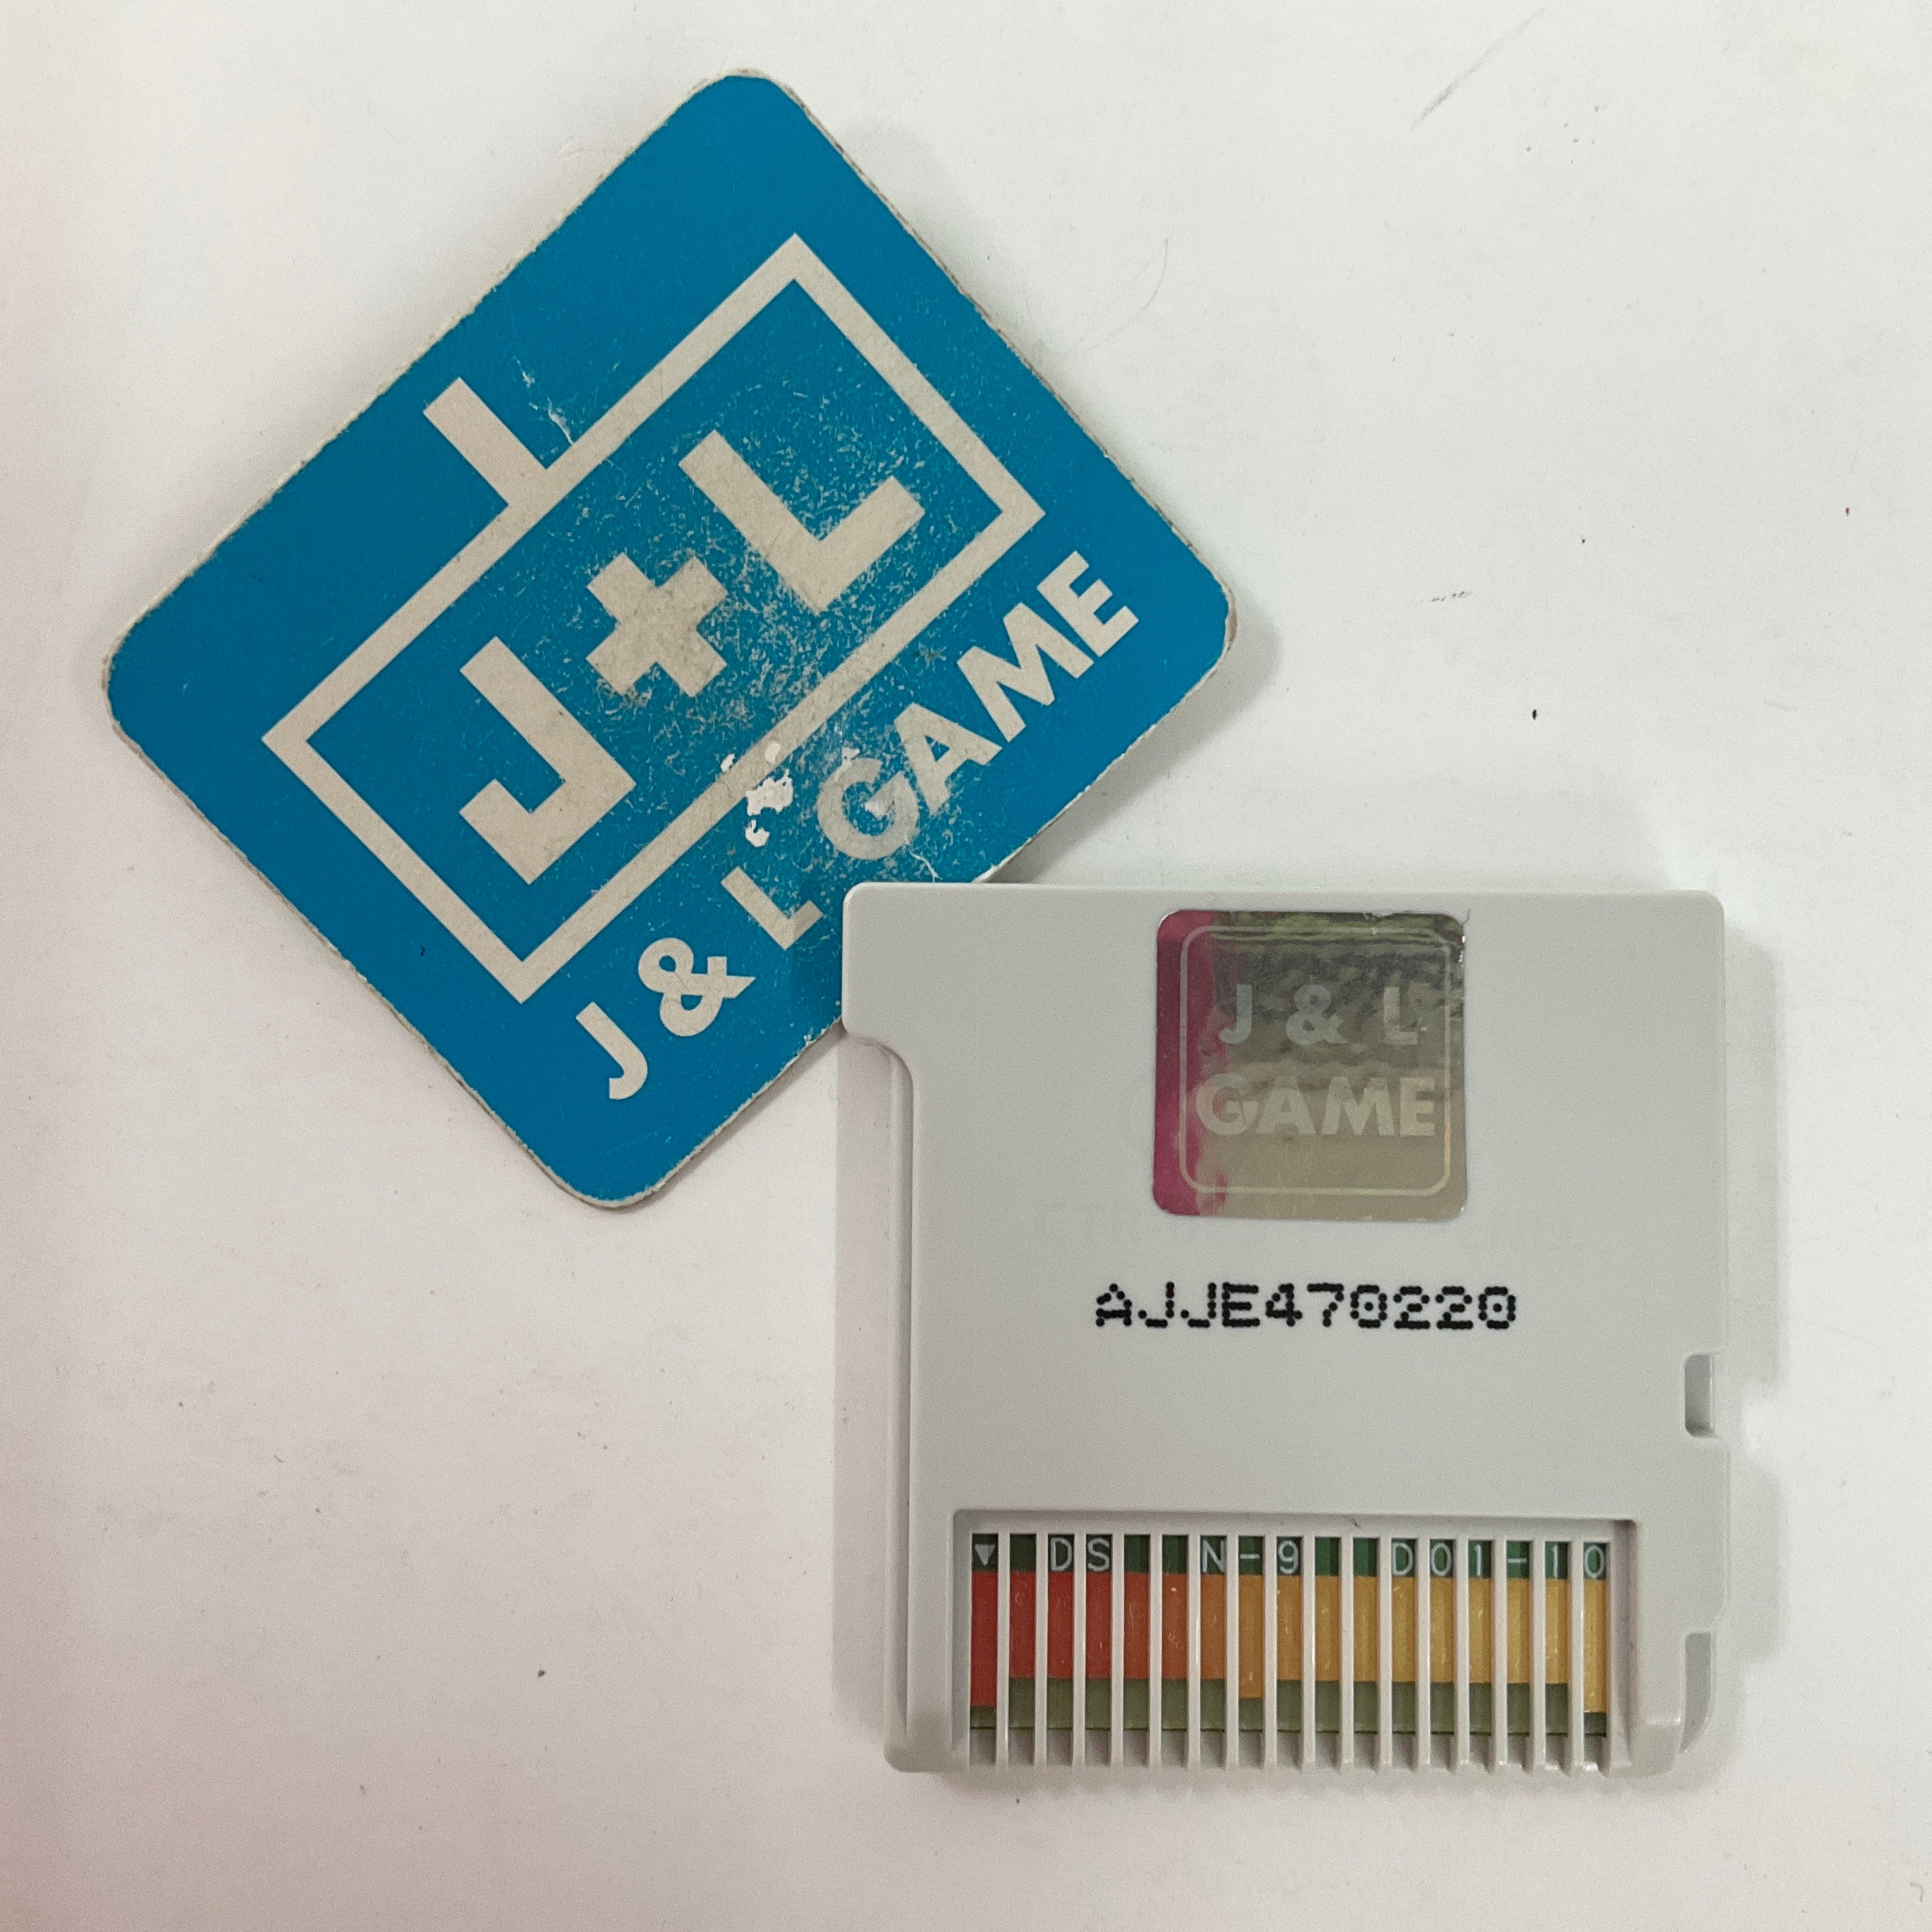 J+L
J & L GAME
J & L
GAME
AJJE470220
▼ DS N-9 D01-10